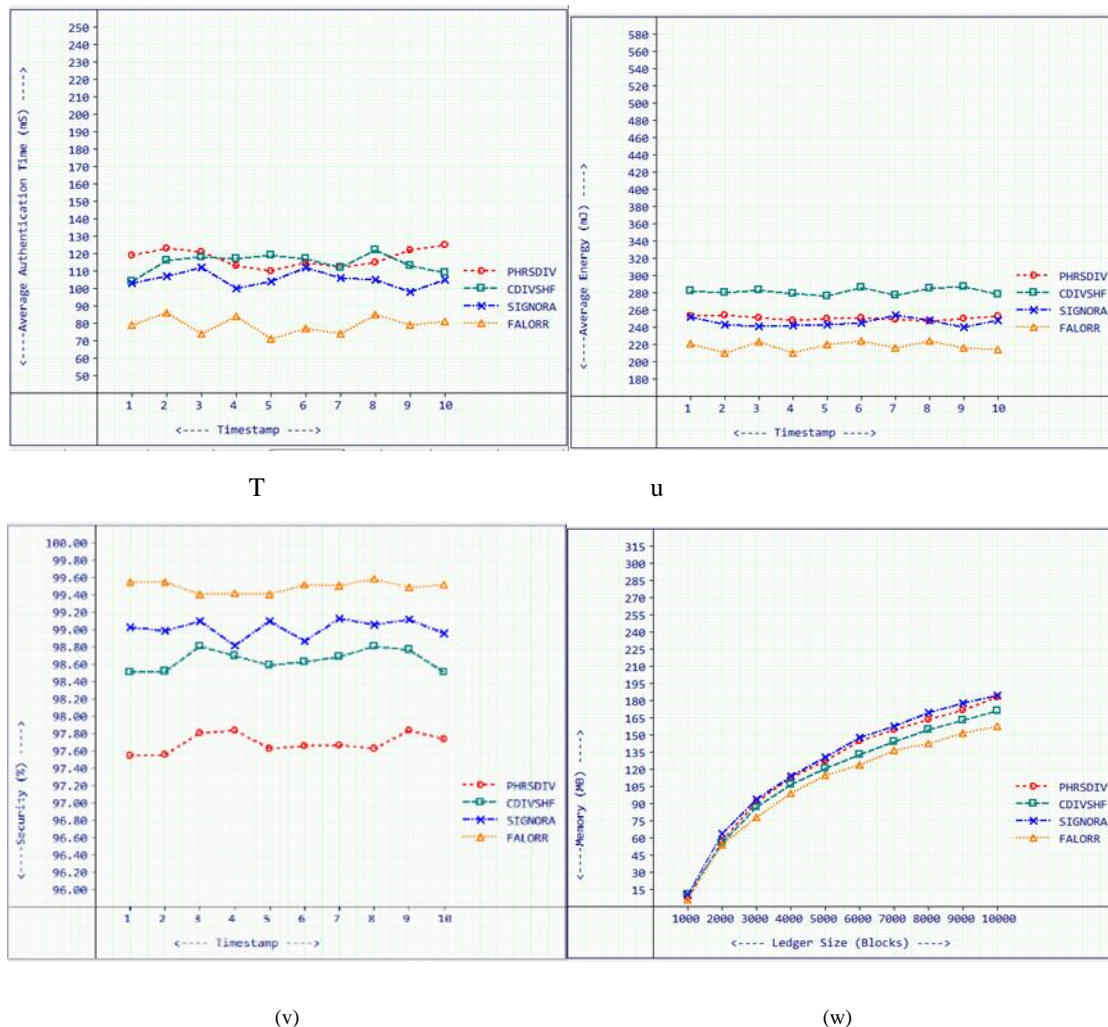 250
240
230
220
210
200
190
180
170
160
150
140
130
120
110
100
90
80
70
60
50
<----Average Authentication Time (mS) ---->
1 2 3 4 5 6 7 8 9 10
<---- Timestamp ---->
PHRSDIV
CDIVSHF
SIGNORA
FALORR
580
560
540
520
500
480
460
440
420
400
380
360
340
320
300
280
260
240
220
200
180
<----Average Energy (mJ) ---->
1 2 3 4 5 6 7 8 9 10
<---- Timestamp ---->
PHRSDIV
CDIVSHF
SIGNORA
FALORR
T u
100.00
99.80
99.60
99.40
99.20
99.00
98.80
98.60
98.40
98.20
98.00
97.80
97.60
97.40
97.20
97.00
96.80
96.60
96.40
96.20
96.00
<----Security (%) ---->
1 2 3 4 5 6 7 8 9 10
<---- Timestamp ---->
PHRSDIV
CDIVSHF
SIGNORA
FALORR
315
300
285
270
255
240
225
210
195
180
165
150
135
120
105
90
75
60
45
30
15
<----Memory (MB) ---->
1000 2000 3000 4000 5000 6000 7000 8000 9000 10000
<---- Ledger Size (Blocks) ---->
PHRSDIV
CDIVSHF
SIGNORA
FALORR
(v) (w)